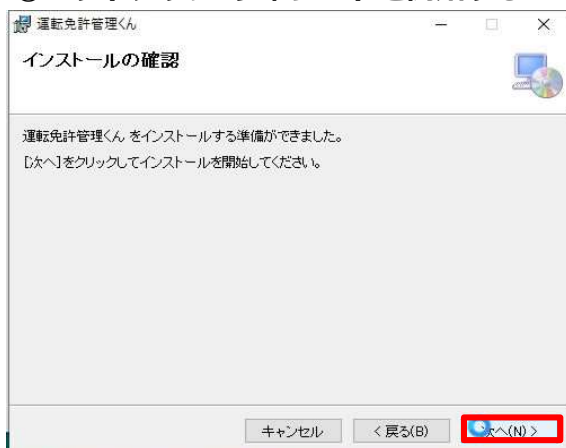 運転免許管理くん
インストールの確認
運転免許管理くん をインストールする準備ができました。
[次へ]をクリックしてインストールを開始してください。
キャンセル
< 戻る(B)
へ(N) >